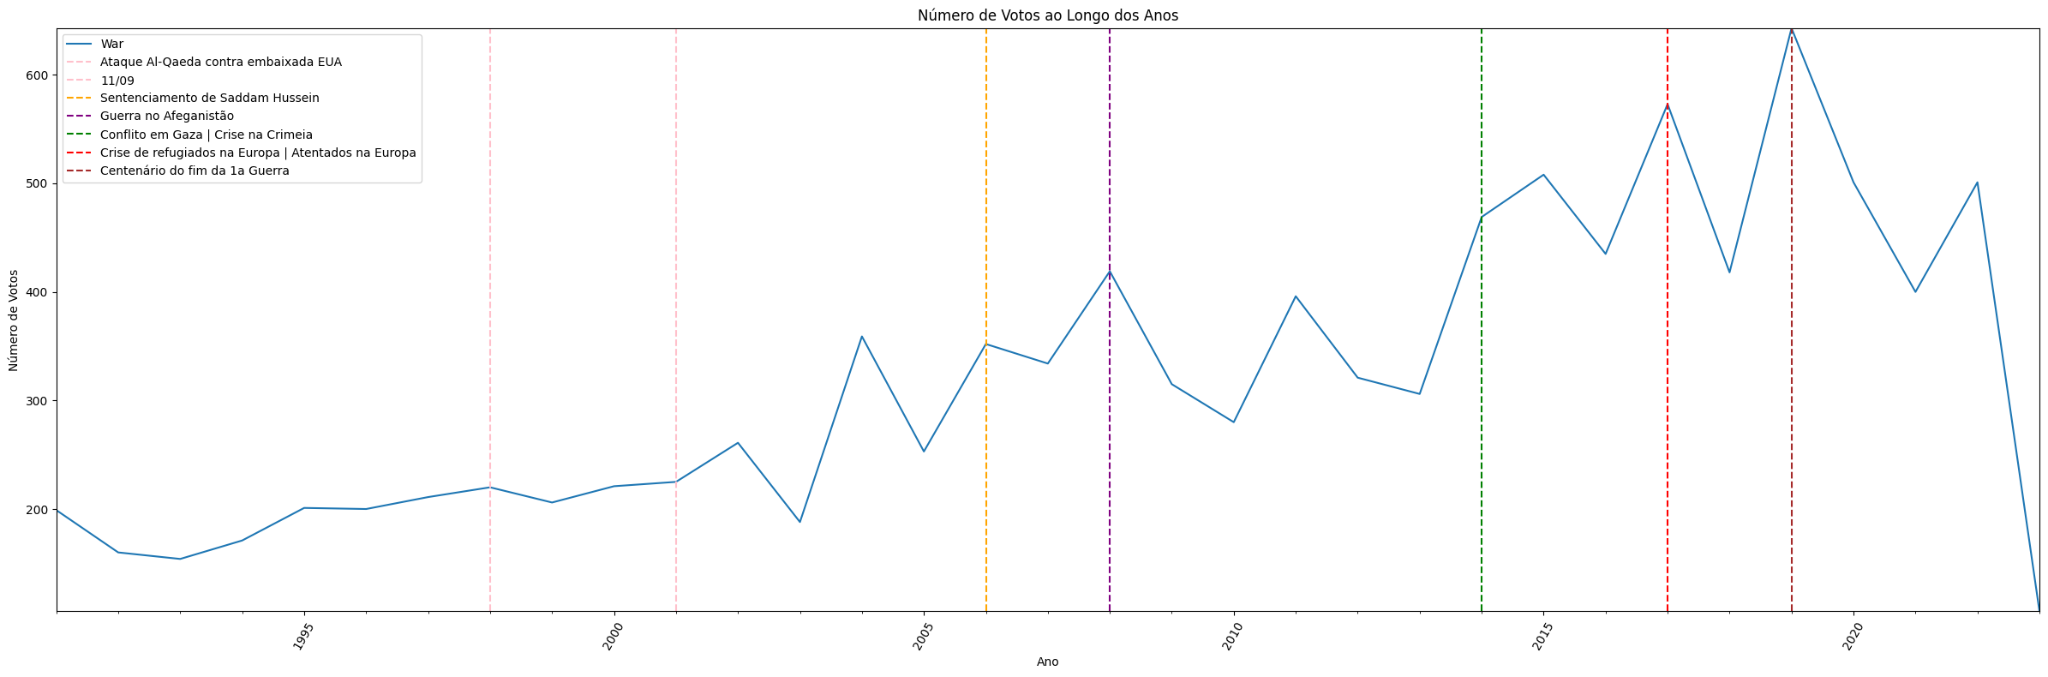 Número de Votos ao Longo dos Anos
War
Ataque Al-Qaeda contra embaixada EUA
11/09
Sentenciamento de Saddam Hussein
Guerra no Afeganistão
Conflito em Gaza | Crise na Crimeia
Crise de refugiados na Europa | Atentados na Europa
Centenário do fim da 1a Guerra
600
500
400
300
200
Número de Votos
1995
2000
2005
2010
2015
2020
Ano